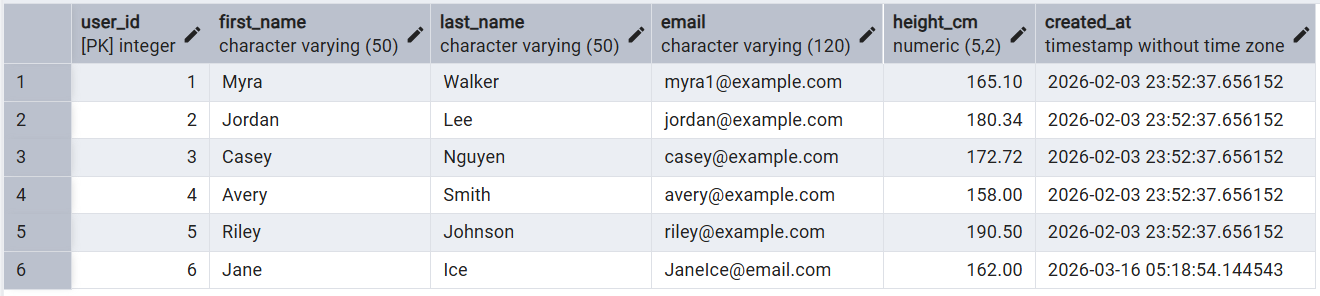 user_id first_name last_name email height_cm created_at
[PK] integer character varying (50) character varying (50) character varying (120) numeric (5,2) timestamp without time zone
1 1 Myra Walker myra1@example.com 165.10 2026-02-03 23:52:37.656152
2 2 Jordan Lee jordan@example.com 180.34 2026-02-03 23:52:37.656152
3 3 Casey Nguyen casey@example.com 172.72 2026-02-03 23:52:37.656152
4 4 Avery Smith avery@example.com 158.00 2026-02-03 23:52:37.656152
5 5 Riley Johnson riley@example.com 190.50 2026-02-03 23:52:37.656152
6 6 Jane Ice JaneIce@email.com 162.00 2026-03-16 05:18:54.144543